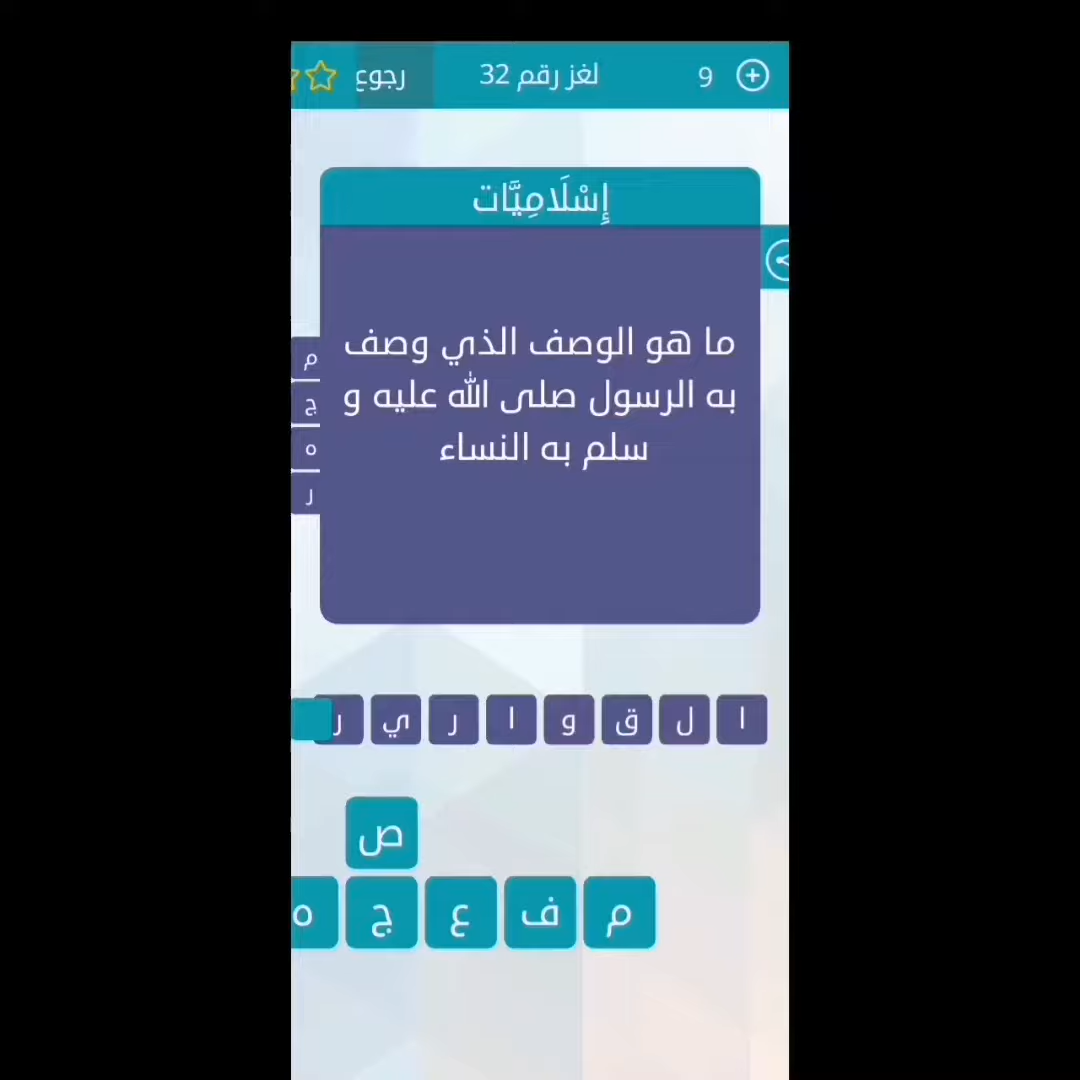 رجوع لغز رقم 32 9
إِسْلَامِيَّات
ما هو الوصف الذي وصف
به الرسول صلى الله عليه و
سلم به النساء
م
ج
ه
ر
ا ل ق و ا ر ي ر
ص
م ف ع ج ه